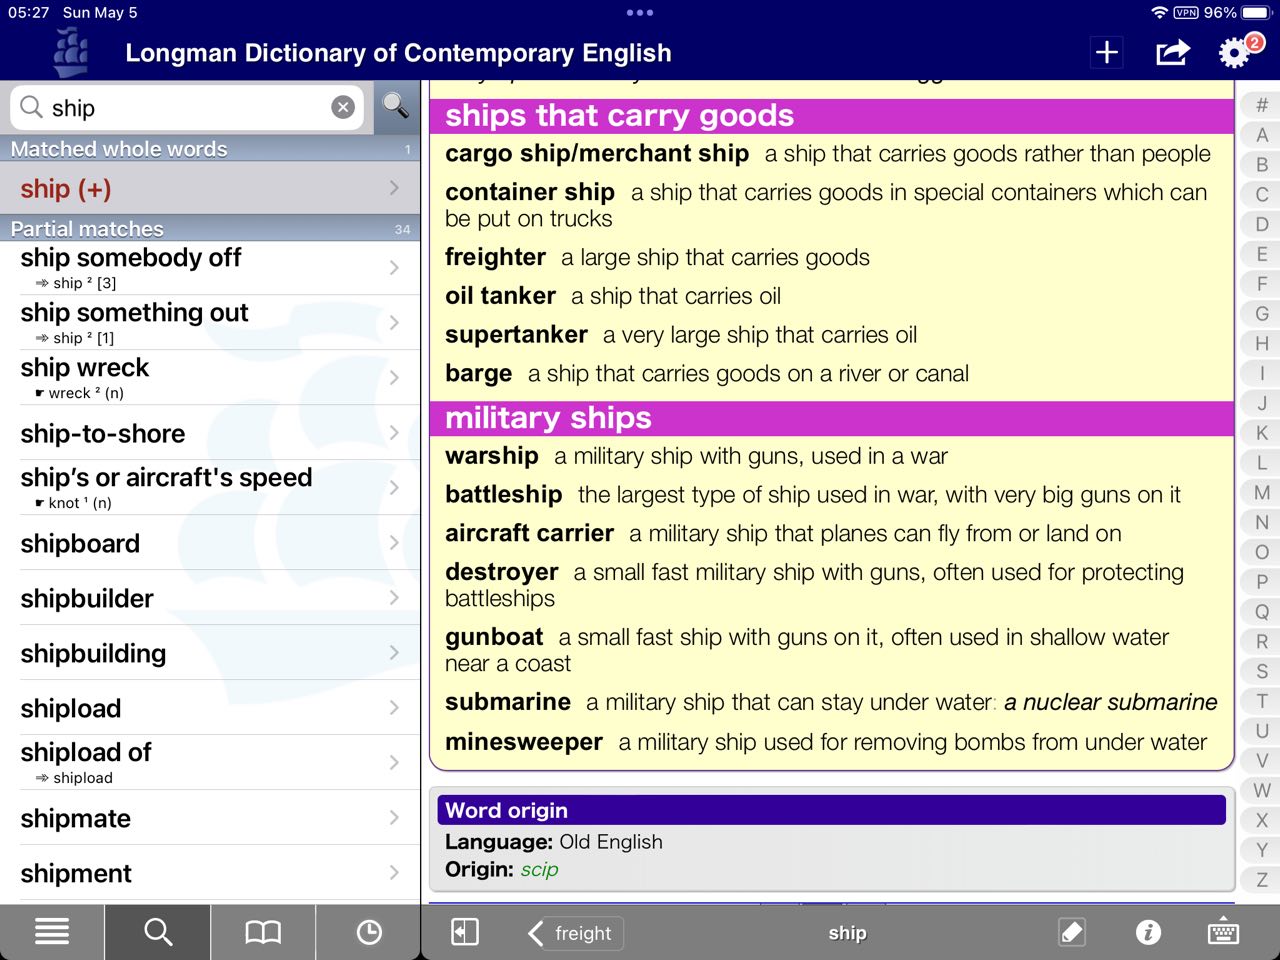 05:27 Sun May 5
VPN 96%
Longman Dictionary of Contemporary English
2
ship
Matched whole words 1
ship (+)
Partial matches 34
ship somebody off
⇒ ship ² [3]
ship something out
⇒ ship ² [1]
ship wreck
☛ wreck ² (n)
ship-to-shore
ship's or aircraft's speed
☛ knot ¹ (n)
shipboard
shipbuilder
shipbuilding
shipload
shipload of
⇒ shipload
shipmate
shipment
ships that carry goods
cargo ship/merchant ship a ship that carries goods rather than people
container ship a ship that carries goods in special containers which can
be put on trucks
freighter a large ship that carries goods
oil tanker a ship that carries oil
supertanker a very large ship that carries oil
barge a ship that carries goods on a river or canal
military ships
warship a military ship with guns, used in a war
battleship the largest type of ship used in war, with very big guns on it
aircraft carrier a military ship that planes can fly from or land on
destroyer a small fast military ship with guns, often used for protecting
battleships
gunboat a small fast ship with guns on it, often used in shallow water
near a coast
submarine a military ship that can stay under water: a nuclear submarine
minesweeper a military ship used for removing bombs from under water
Word origin
Language: Old English
Origin: scip
freight
ship
#
A
B
C
D
E
F
G
H
I
J
K
L
M
N
O
P
Q
R
S
T
U
V
W
X
Y
Z